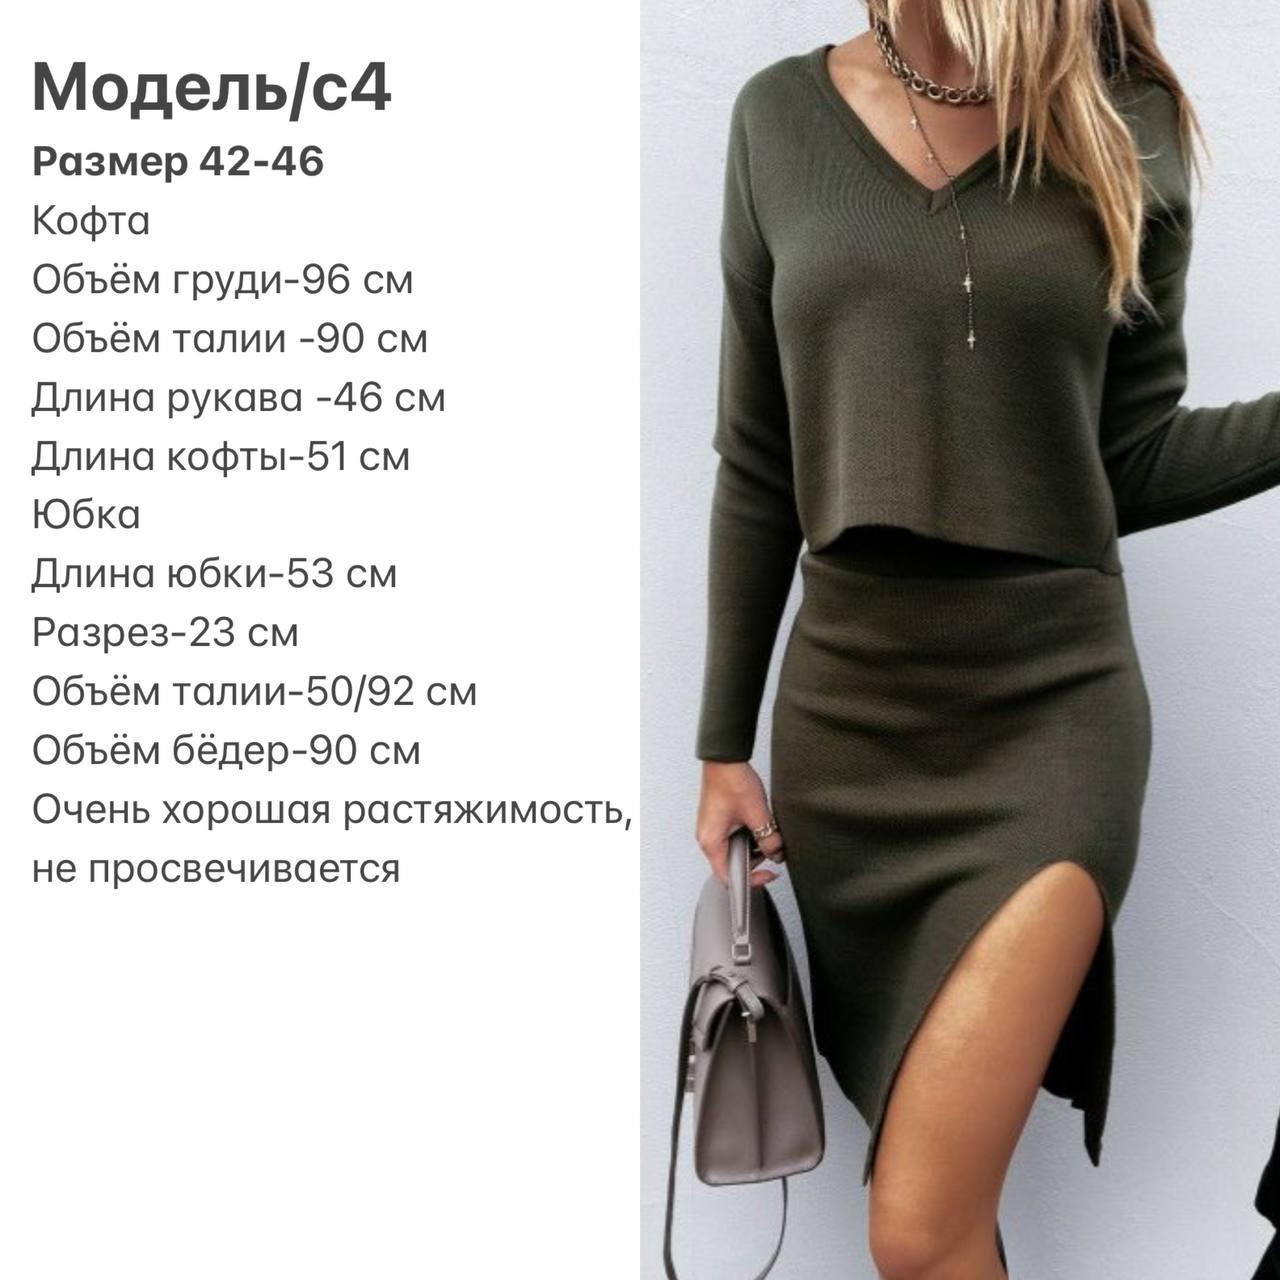 Модель/с4
Размер 42-46
Кофта
Объём груди-96 см
Объём талии -90 см
Длина рукава -46 см
Длина кофты-51 см
Юбка
Длина юбки-53 см
Разрез-23 см
Объём талии-50/92 см
Объём бёдер-90 см
Очень хорошая растяжимость,
не просвечивается